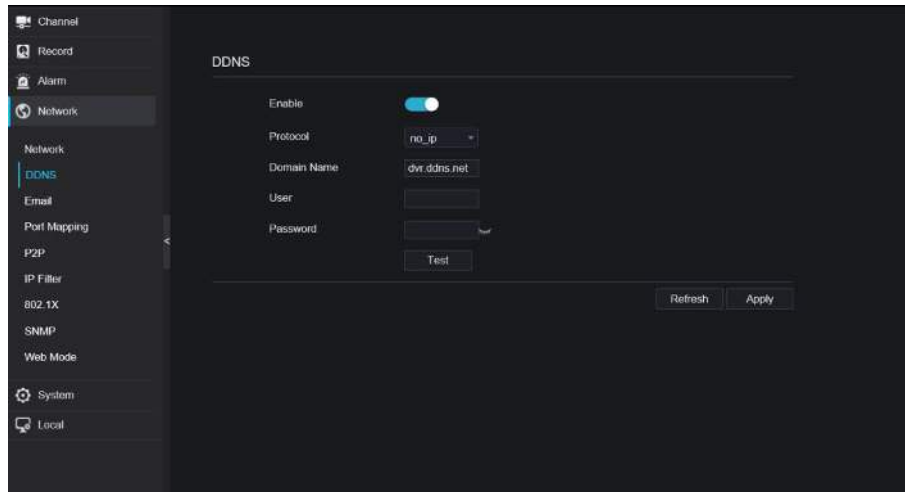 Channel
Record
Alarm
Network
Network
DDNS
Email
Port Mapping
P2P
IP Filter
802.1X
SNMP
Web Mode
System
Local
DDNS
Enable
Protocol no_ip
Domain Name dvr.ddns.net
User
Password
Test
Refresh Apply
<